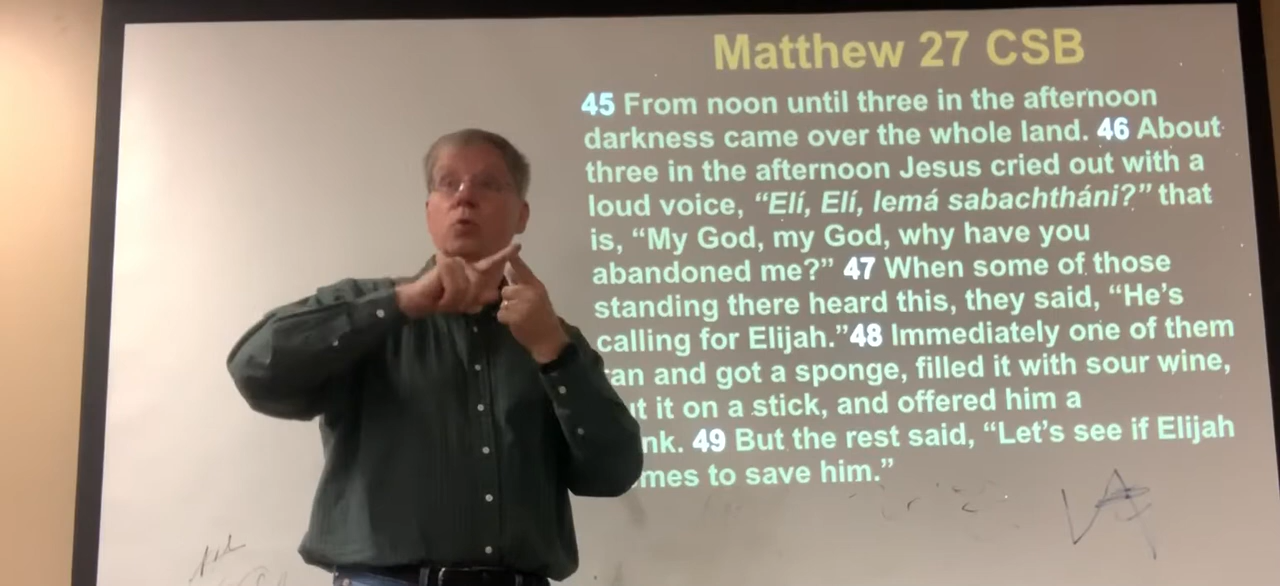 Matthew 27 CSB
45 From noon until three in the afternoon
darkness came over the whole land. 46 About
three in the afternoon Jesus cried out with a
loud voice, “Elí, Elí, lemá sabachtháni?” that
is, “My God, my God, why have you
abandoned me?” 47 When some of those
standing there heard this, they said, “He’s
calling for Elijah.”48 Immediately one of them
an and got a sponge, filled it with sour wine,
ut it on a stick, and offered him a
nk. 49 But the rest said, “Let’s see if Elijah
mes to save him.”